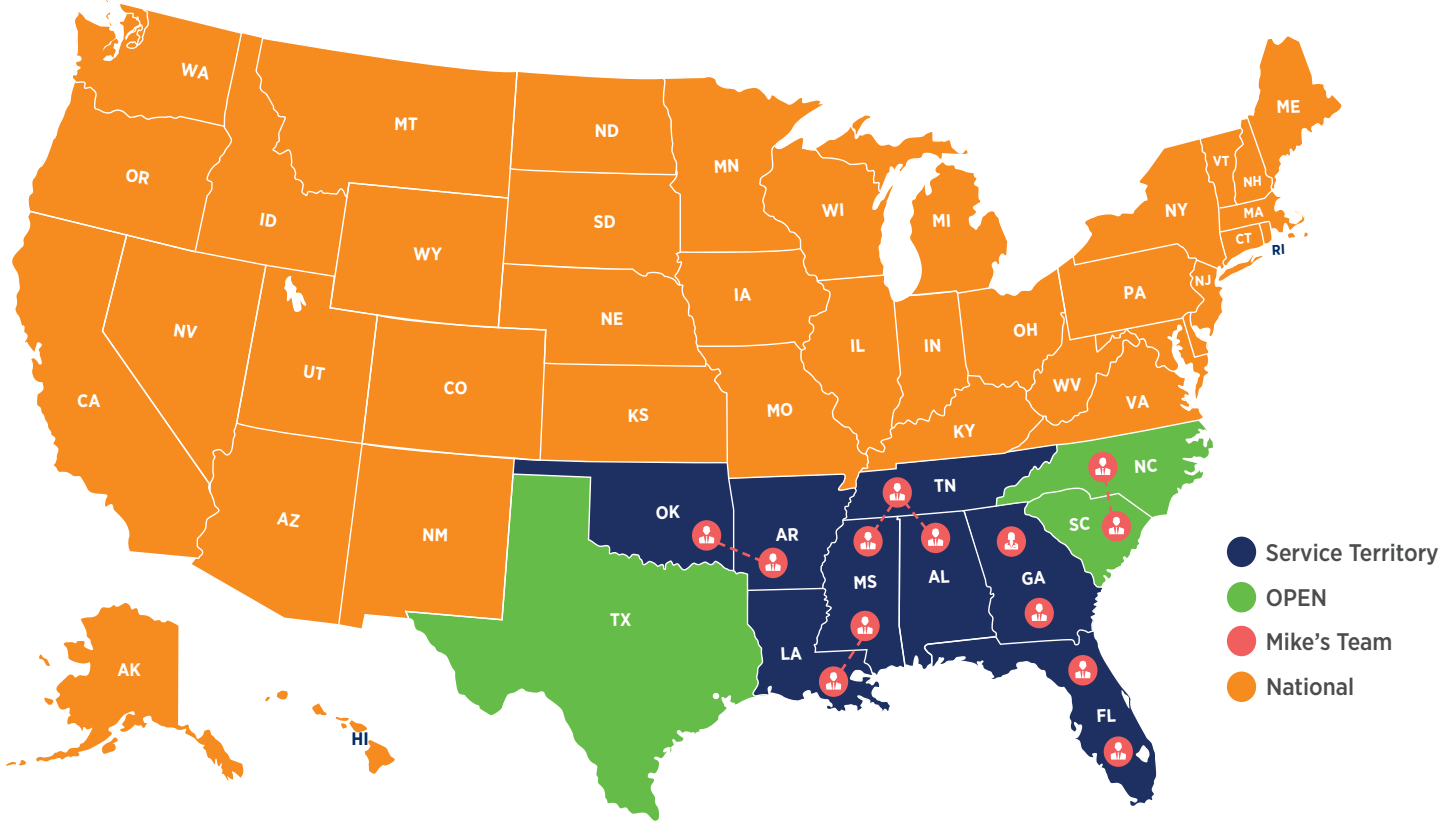 WA
MT
ND
MN
ME
OR
ID
SD
WI
MI
VT
NH
NY
MA
CT
RI
WY
IA
PA
NJ
NV
NE
IL
IN
OH
UT
CO
KS
MO
WV
VA
CA
KY
NC
AZ
NM
OK
AR
TN
SC
MS
AL
GA
TX
LA
FL
AK
HI
Service Territory
OPEN
Mike's Team
National